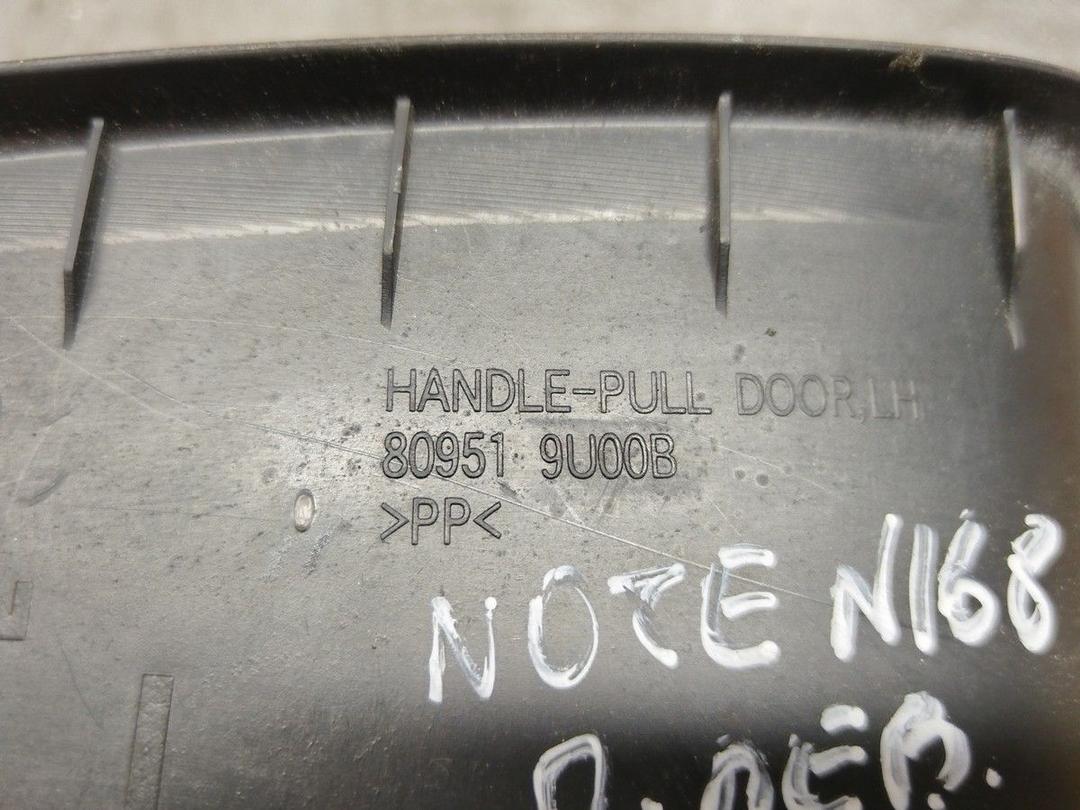 HANDLE-PULL DOOR,LH
80951 9U00B
>PP<
NOTE N168